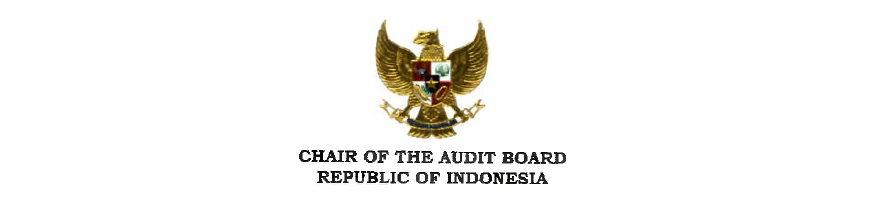 CHAIR OF THE AUDIT BOARD
REPUBLIC OF INDONESIA